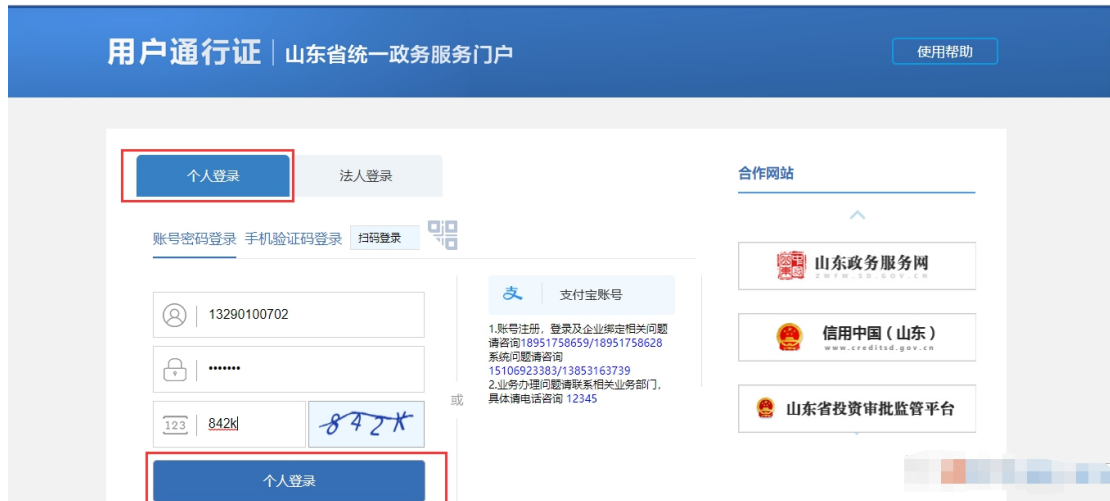 用户通行证 山东省统一政务服务门户
使用帮助
个人登录 法人登录
账号密码登录 手机验证码登录 扫码登录
13290100702
•••••••
123 842k 842K
个人登录
或
支 支付宝账号
1.账号注册，登录及企业绑定相关问题
请咨询18951758659/18951758628
系统问题请咨询
15106923383/13853163739
2.业务办理问题请联系相关业务部门，
具体请电话咨询 12345
合作网站
山东政务服务网
ZWFW.SD.GOV.CN
信用中国（山东）
www.creditsd.gov.cn
山东省投资审批监管平台